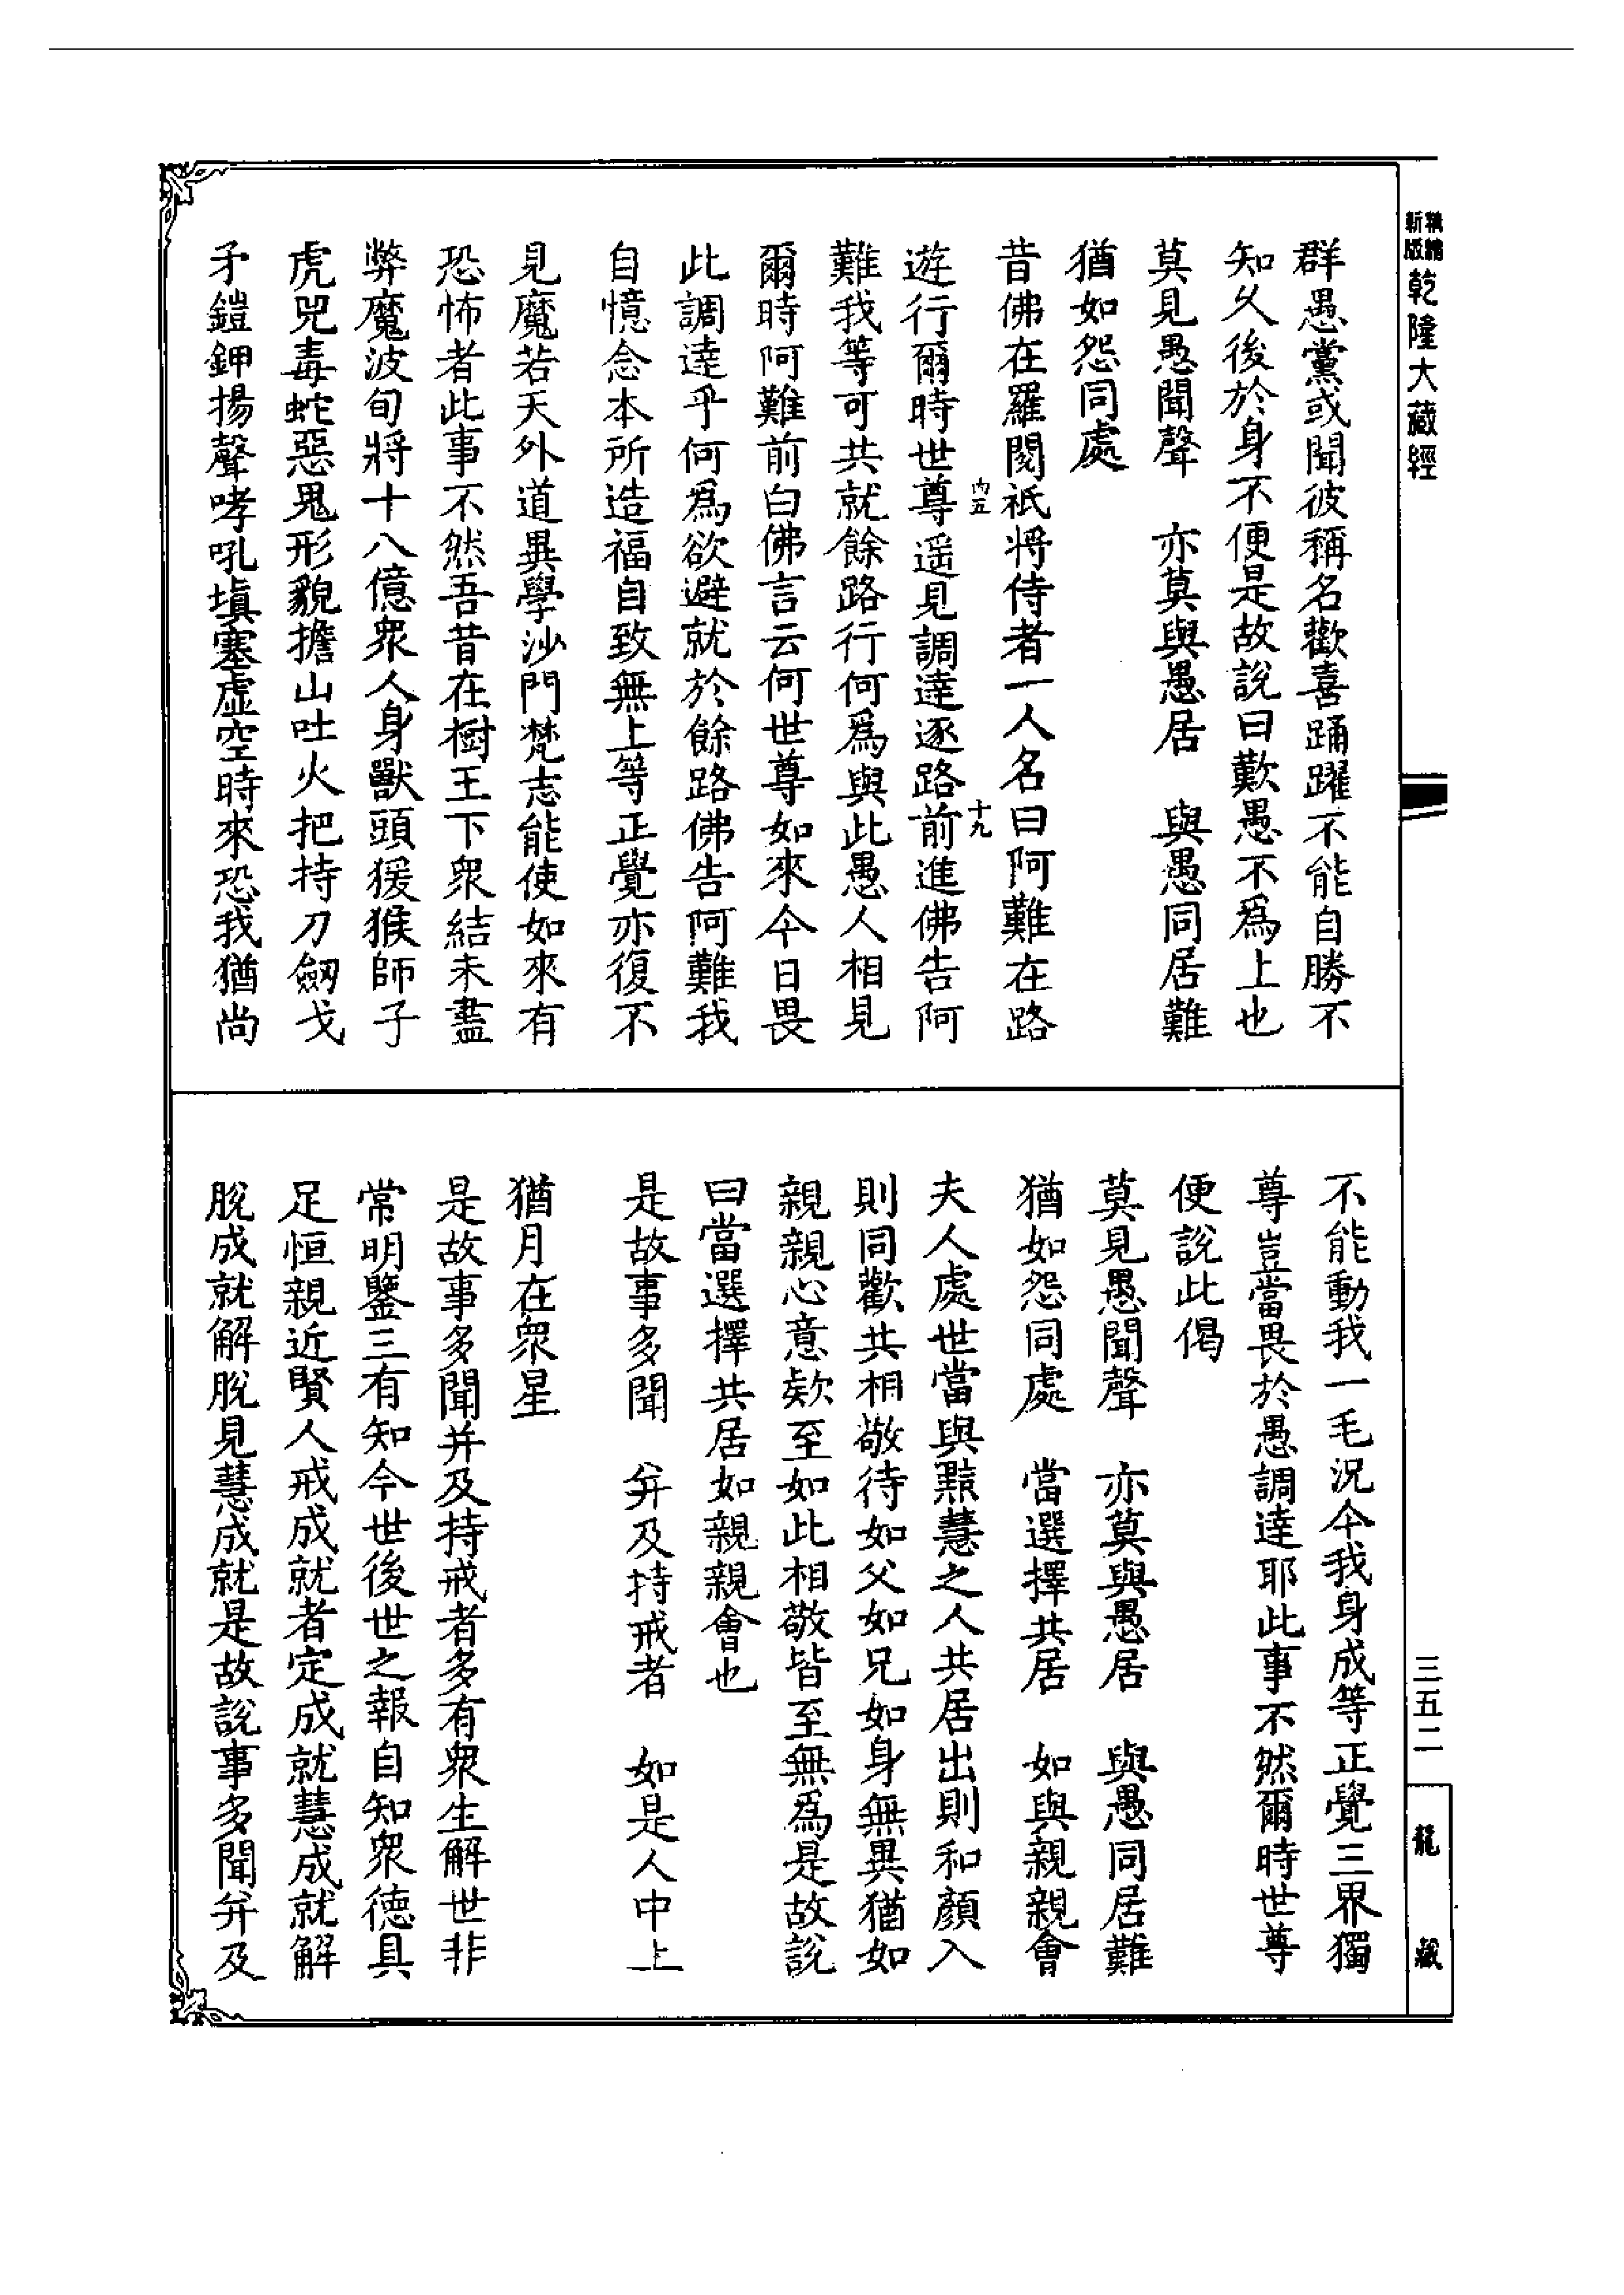 精縮新版乾隆大藏經
群愚黨或聞彼稱名歡喜踊躍不能自勝不
知久後於身不便是故說曰歎愚不爲上也
莫見愚聞聲　亦莫與愚居　與愚同居難
猶如怨同處
昔佛在羅閱祇將侍者一人名曰阿難在路
內五　十九
遊行爾時世尊遥見調達逐路前進佛告阿
難我等可共就餘路行何爲與此愚人相見
爾時阿難前白佛言云何世尊如來今日畏
此調達乎何爲欲避就於餘路佛告阿難我
自憶念本所造福自致無上等正覺亦復不
見魔若天外道異學沙門梵志能使如來有
恐怖者此事不然吾昔在樹王下衆結未盡
弊魔波旬將十八億衆人身獸頭猨猴師子
虎兕毒蛇惡鬼形貌擔山吐火把持刀劒戈
矛鎧鉀揚聲哮吼塡塞虛空時來恐我猶尚
不能動我一毛況今我身成等正覺三界獨
尊豈當畏於愚調達耶此事不然爾時世尊
便說此偈
莫見愚聞聲　亦莫與愚居　與愚同居難
猶如怨同處　當選擇共居　如與親親會
夫人處世當與黠慧之人共居出則和顏入
則同歡共相敬待如父如兄如身無異猶如
親親心意欵至如此相敬皆至無爲是故說
曰當選擇共居如親親會也
是故事多聞　并及持戒者　如是人中上
猶月在衆星
是故事多聞并及持戒者多有衆生解世非
常明鑒三有知今世後世之報自知衆德具
足恒親近賢人戒成就者定成就慧成就解
脫成就解脫見慧成就是故說事多聞并及
三五二
龍藏